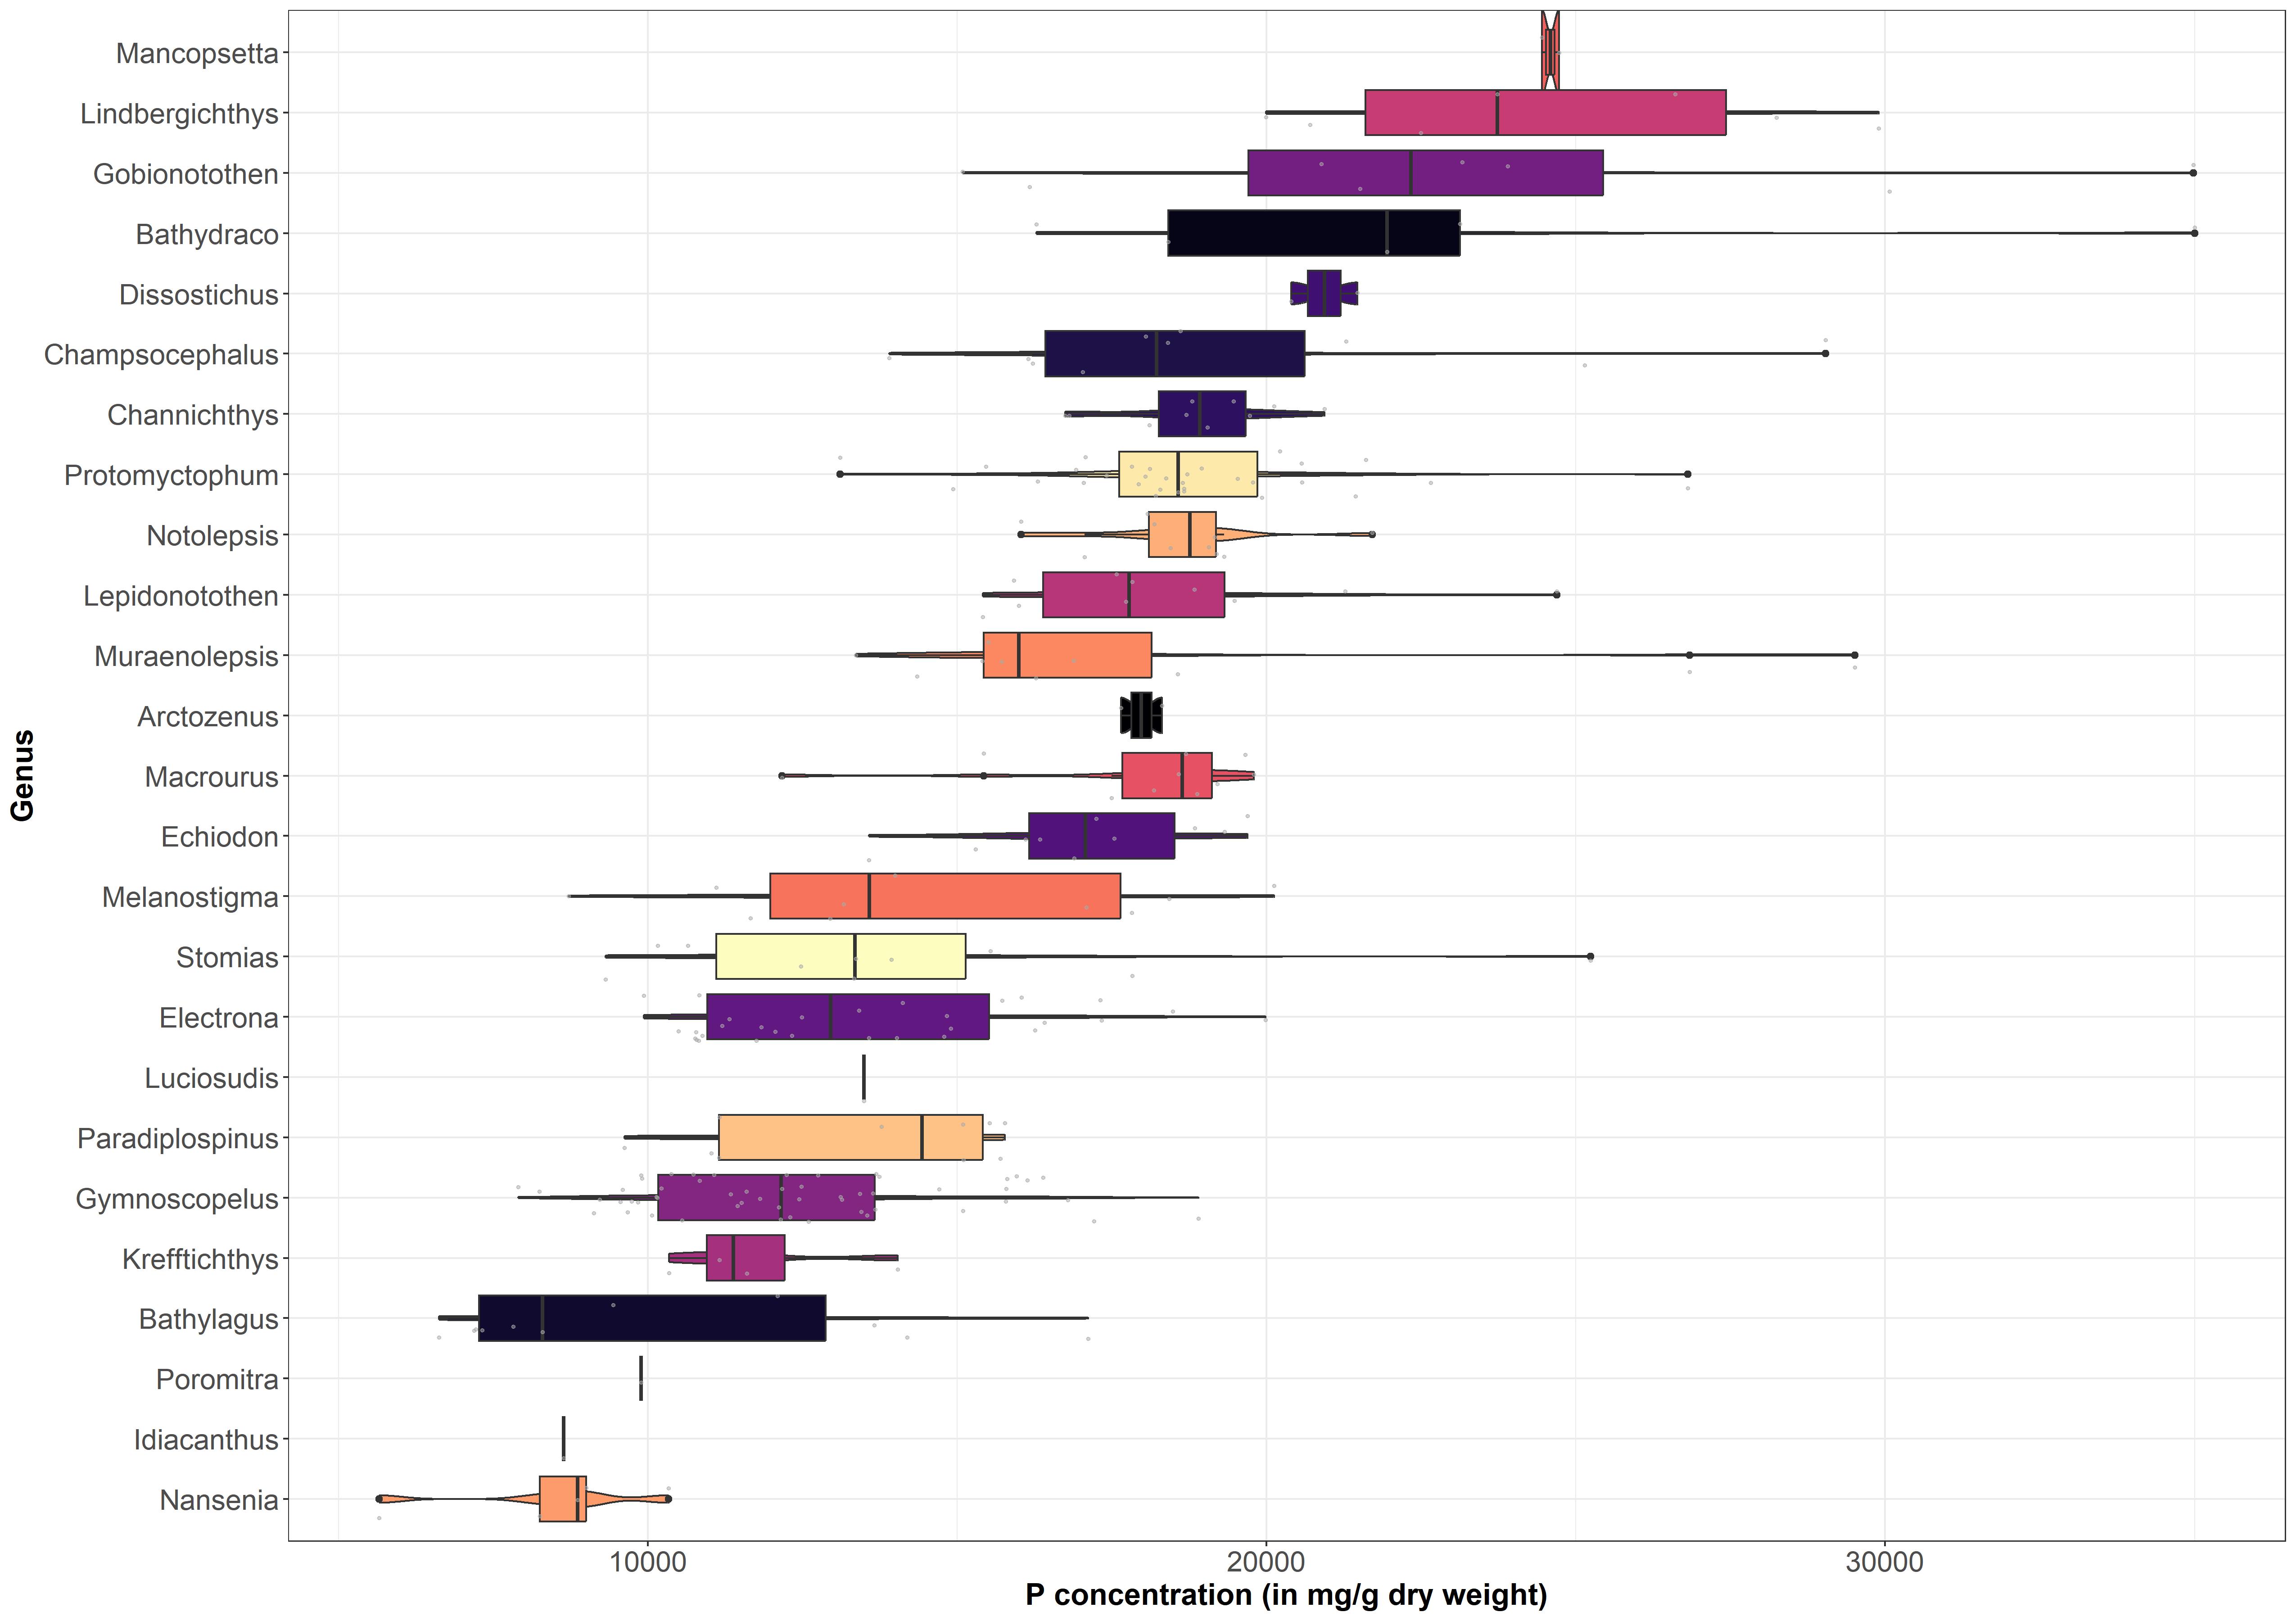 Mancopsetta
Lindbergichthys
Gobionotothen
Bathydraco
Dissostichus
Champsocephalus
Channichthys
Protomyctophum
Notolepsis
Lepidonotothen
Muraenolepsis
Arctozenus
Macrourus
Echiodon
Melanostigma
Stomias
Electrona
Luciosudis
Paradiplospinus
Gymnoscopelus
Krefftichthys
Bathylagus
Poromitra
Idiacanthus
Nansenia
Genus
10000 20000 30000
P concentration (in mg/g dry weight)